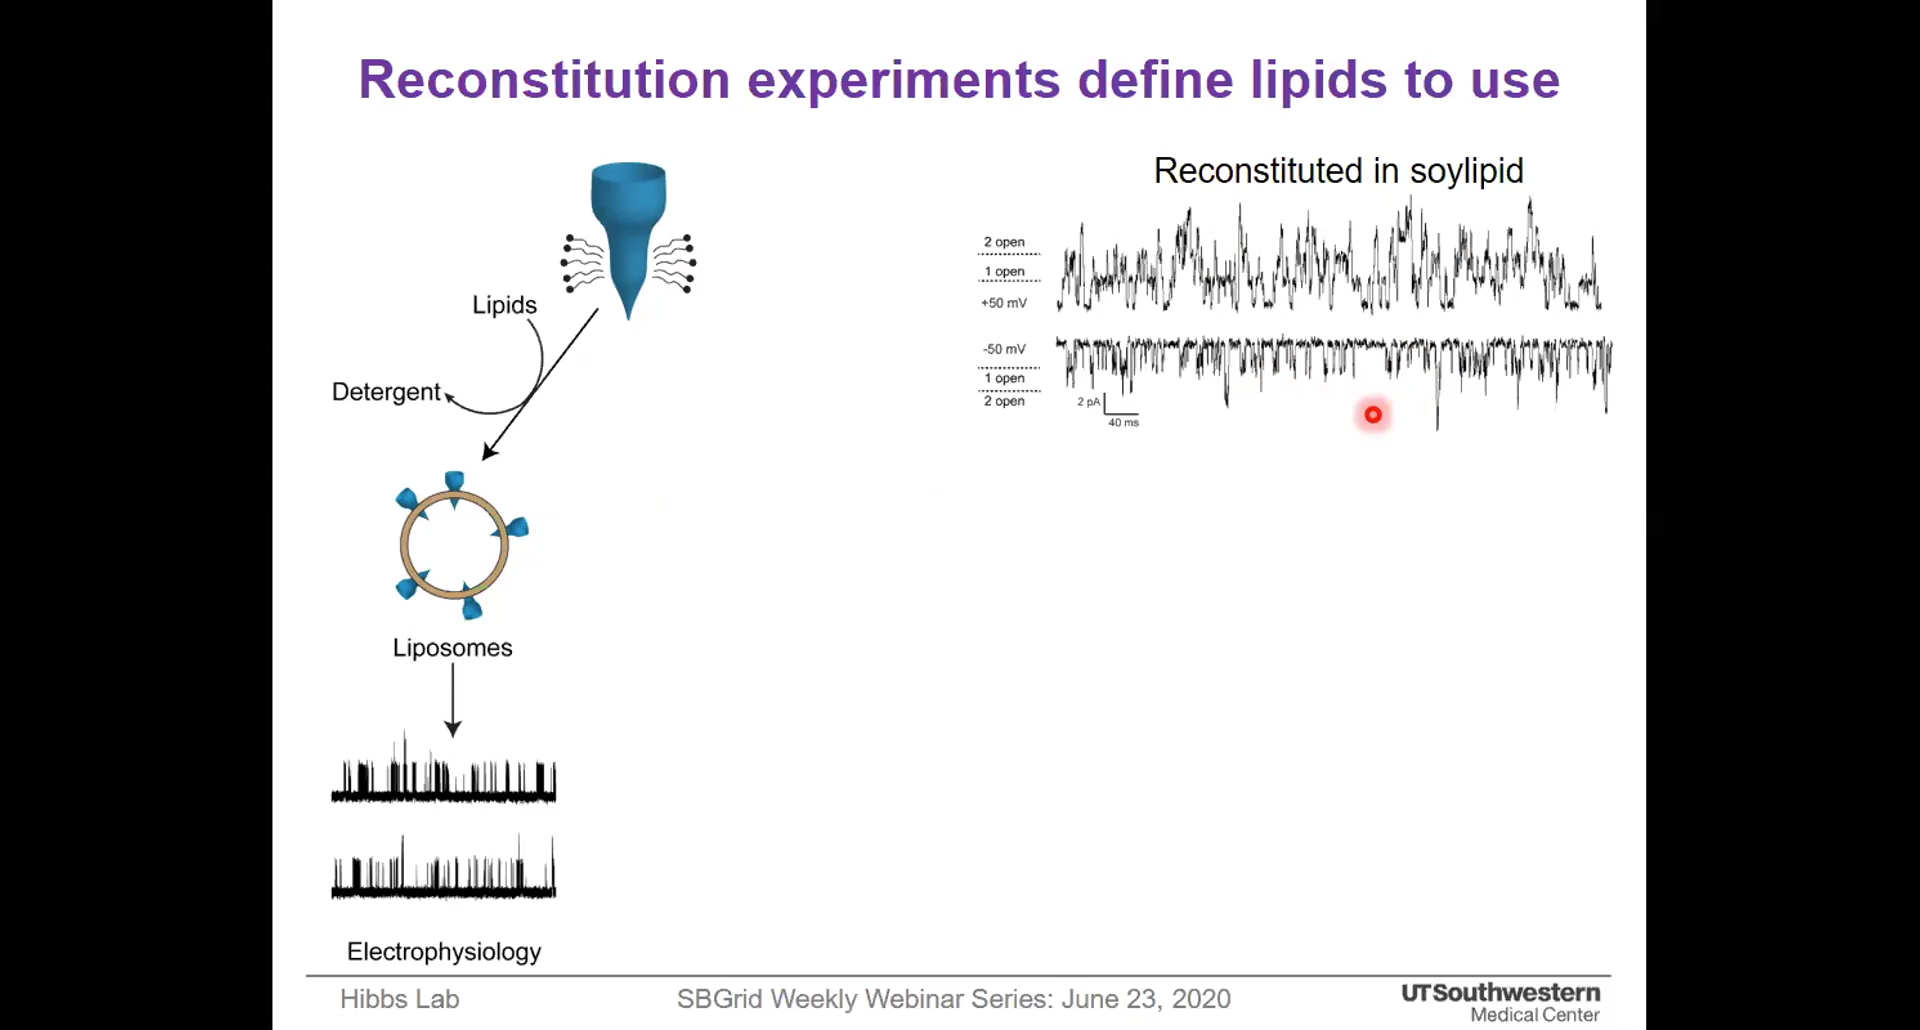 Reconstitution experiments define lipids to use
Lipids
Detergent
Liposomes
Electrophysiology
Reconstituted in soylipid
2 open
1 open
+50 mV
-50 mV
1 open
2 open
2 pA
40 ms
Hibbs Lab
SBGrid Weekly Webinar Series: June 23, 2020
UTSouthwestern
Medical Center